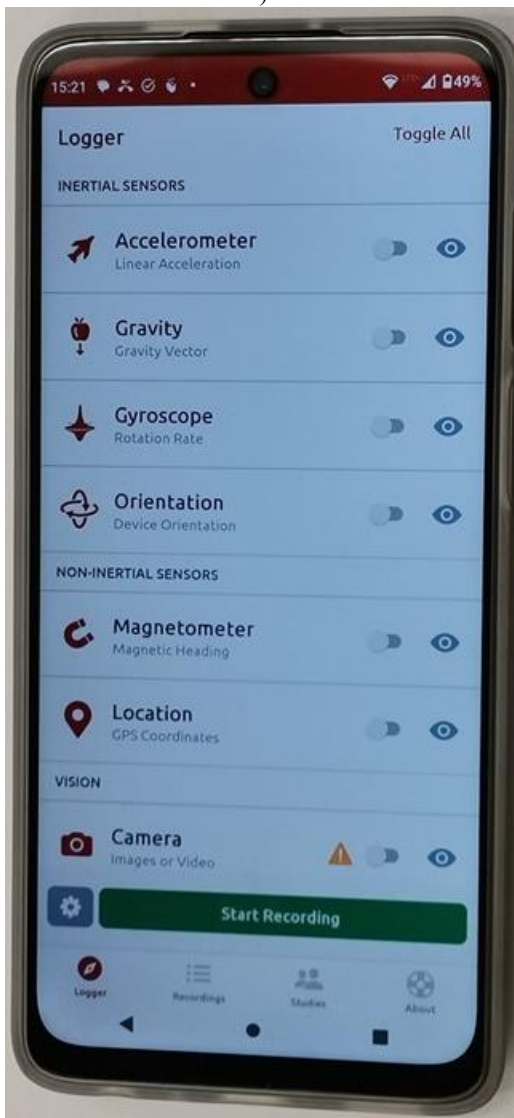 15:21 49%
Logger Toggle All
INERTIAL SENSORS
Accelerometer
Linear Acceleration
Gravity
Gravity Vector
Gyroscope
Rotation Rate
Orientation
Device Orientation
NON-INERTIAL SENSORS
Magnetometer
Magnetic Heading
Location
GPS Coordinates
VISION
Camera
Images or Video
Start Recording
Logger Recordings Studies About